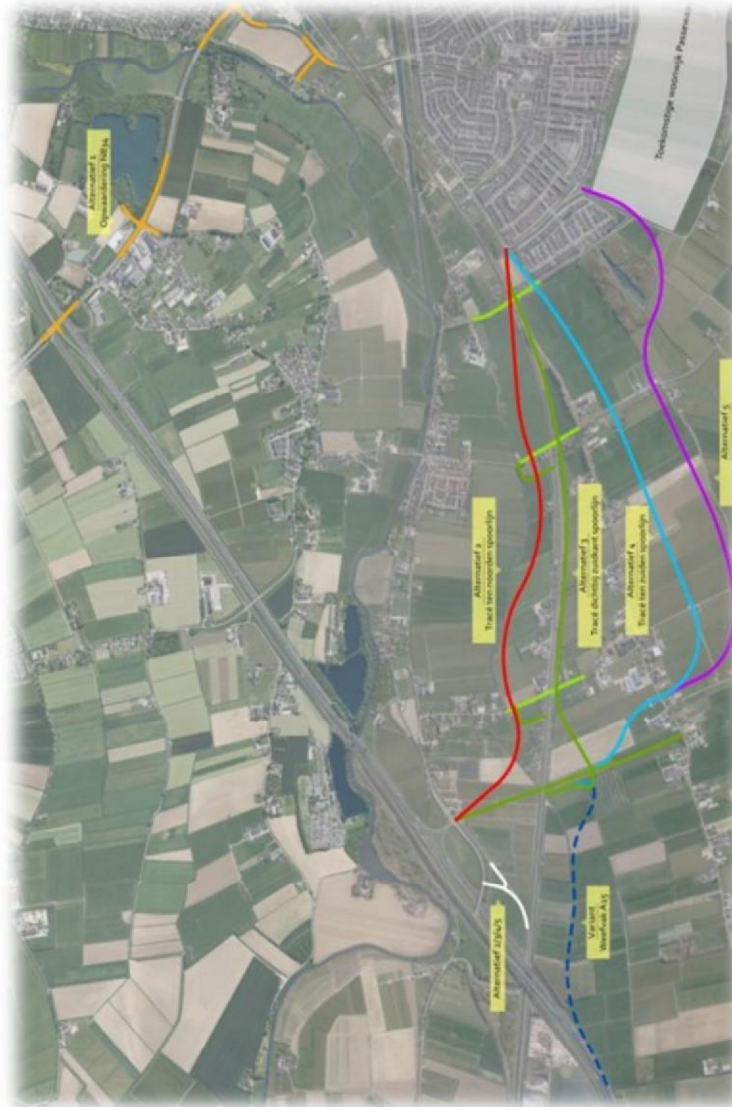 Alternatief 1
Opwaardering N834
Toekomstige woonwijk Passewaa
Alternatief 2
Tracé ten noorden spoorlijn
Alternatief 3
Tracé dichtbij zuidkant spoorlijn
Alternatief 4
Tracé ten zuiden spoorlijn
Alternatief 5
Alternatief 2/3/4/5
Variant
Weefvak A15